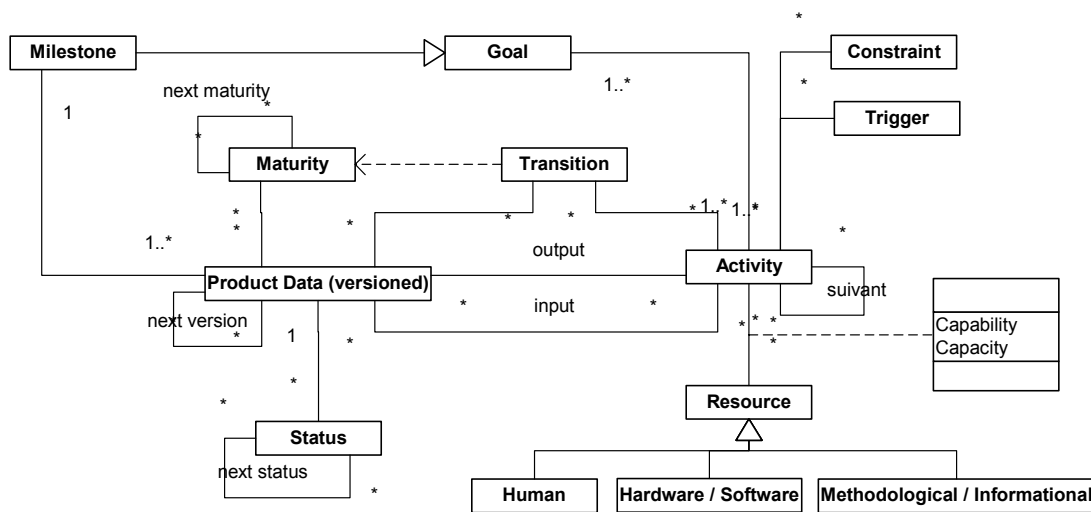 *
Milestone
Goal
Constraint
1..*
*
next maturity
1
*
*
Trigger
Maturity
Transition
*
*
*
*
*
*
1..*
1..*
*
1..*
output
Activity
Product Data (versioned)
suivant
next version
*
*
input
*
*
*
*
*
1
*
*
Capability
Capacity
*
*
Resource
Status
next status
*
Human
Hardware / Software
Methodological / Informational